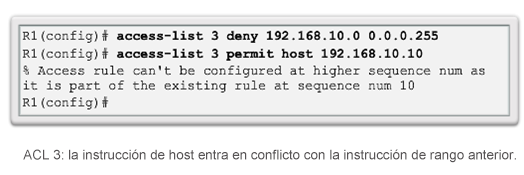 R1(config)# access-list 3 deny 192.168.10.0 0.0.0.255
R1(config)# access-list 3 permit host 192.168.10.10
% Access rule can't be configured at higher sequence num as
it is part of the existing rule at sequence num 10
R1(config)#
ACL 3: la instrucción de host entra en conflicto con la instrucción de rango anterior.